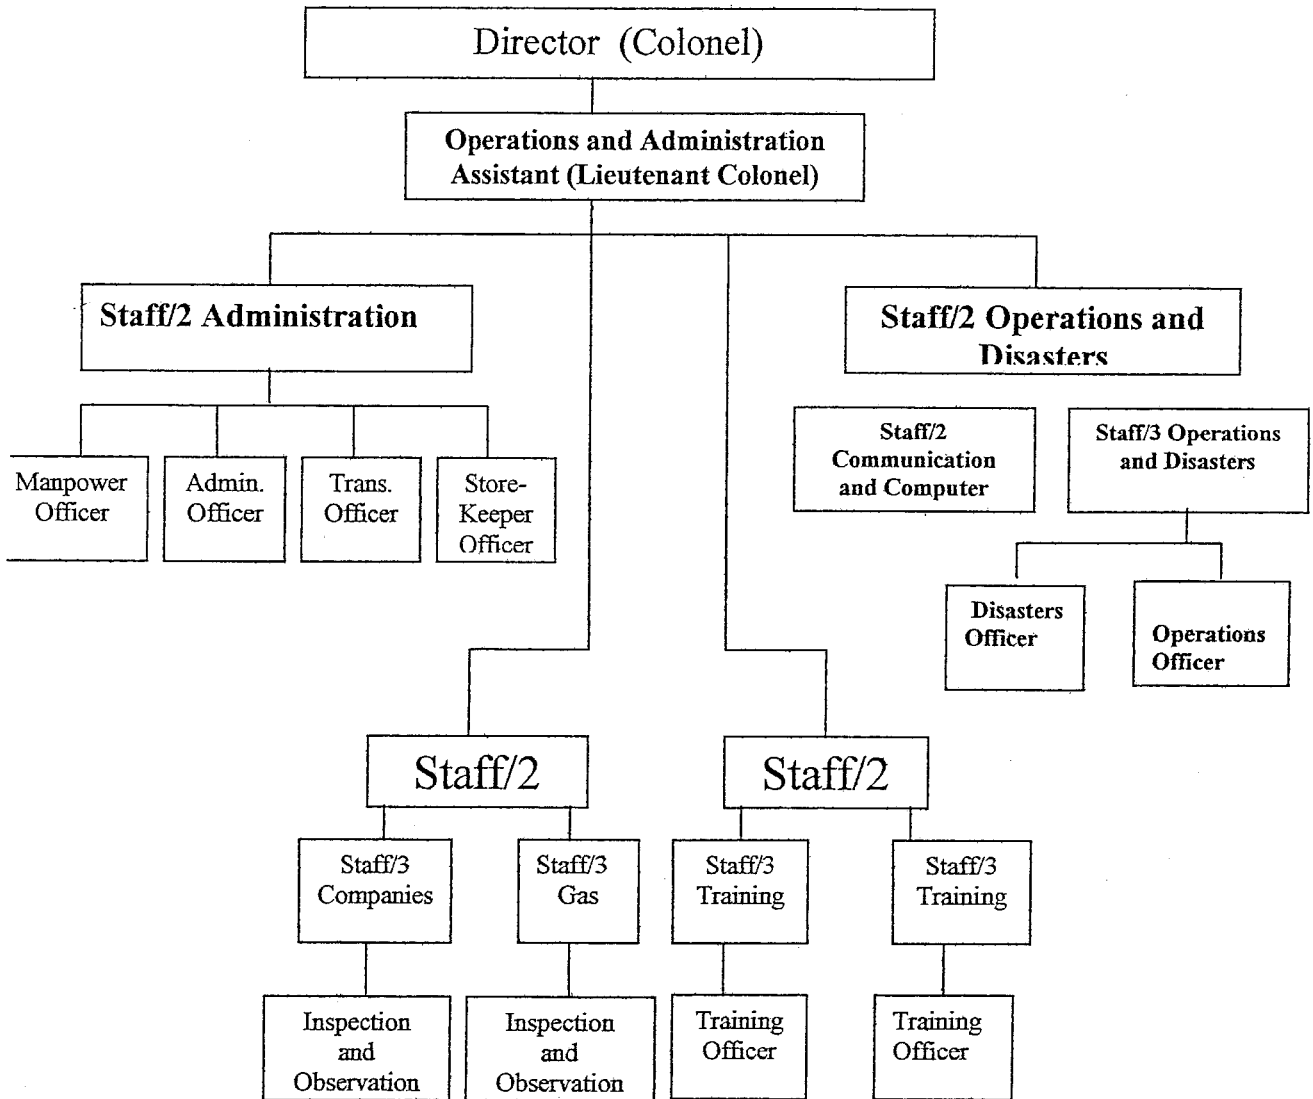 Director (Colonel)
Operations and Administration
Assistant (Lieutenant Colonel)
Staff/2 Administration
Staff/2 Operations and
Disasters
Manpower
Officer
Admin.
Officer
Trans.
Officer
Store-
Keeper
Officer
Staff/2
Communication
and Computer
Staff/3 Operations
and Disasters
Disasters
Officer
Operations
Officer
Staff/2
Staff/2
Staff/3
Companies
Staff/3
Gas
Staff/3
Training
Staff/3
Training
Inspection
and
Observation
Inspection
and
Observation
Training
Officer
Training
Officer